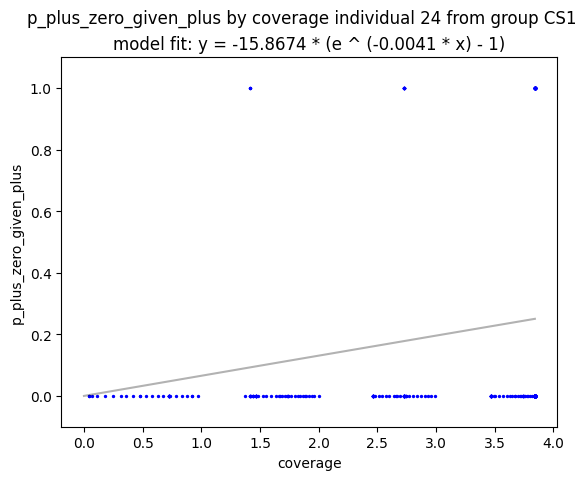 p_plus_zero_given_plus by coverage individual 24 from group CS1
model fit: y = -15.8674 * (e ^ (-0.0041 * x) - 1)
1.0
0.8
0.6
0.4
0.2
0.0
p_plus_zero_given_plus
0.0 0.5 1.0 1.5 2.0 2.5 3.0 3.5 4.0
coverage